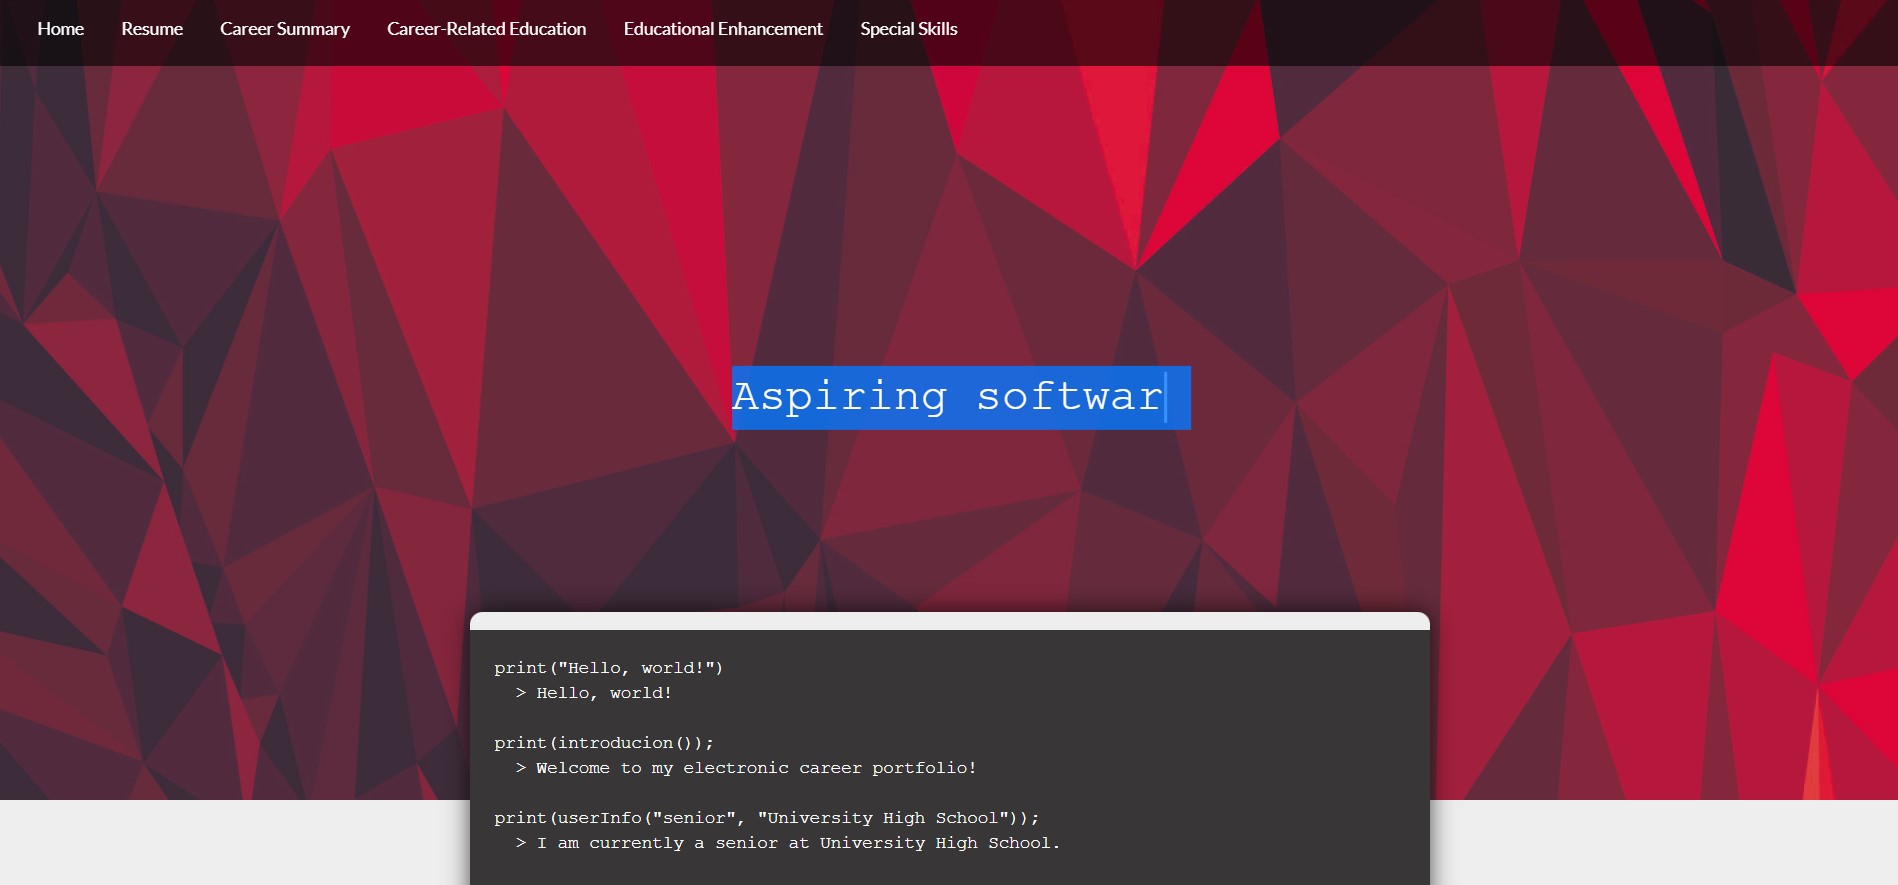 Home Resume Career Summary Career-Related Education Educational Enhancement Special Skills
Aspiring softwar
print("Hello, world!")
> Hello, world!
print(introducion());
> Welcome to my electronic career portfolio!
print(userInfo("senior", "University High School"));
> I am currently a senior at University High School.